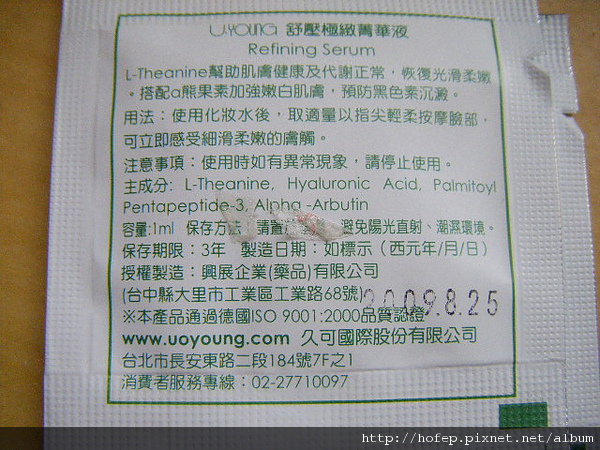 U·YOUNG 舒壓極緻菁華液
Refining Serum
L-Theanine幫助肌膚健康及代謝正常，恢復光滑柔嫩
。搭配α熊果素加強嫩白肌膚，預防黑色素沉澱。
用法：使用化妝水後，取適量以指尖輕柔按摩臉部，
可立即感受細滑柔嫩的膚觸。
注意事項：使用時如有異常現象，請停止使用。
主成分: L-Theanine, Hyaluronic Acid, Palmitoyl
Pentapeptide-3, Alpha -Arbutin
容量:1ml 保存方法 請置 避免陽光直射、潮濕環境。
保存期限：3年 製造日期：如標示（西元年/月/日）
授權製造：興展企業(藥品)有限公司
(台中縣大里市工業區工業路68號)
2009.8.25
※本產品通過德國ISO 9001:2000品質認證
www.uoyoung.com 久可國際股份有限公司
台北市長安東路二段184號7F之1
消費者服務專線：02-27710097
http://hofep.pixnet.net/album